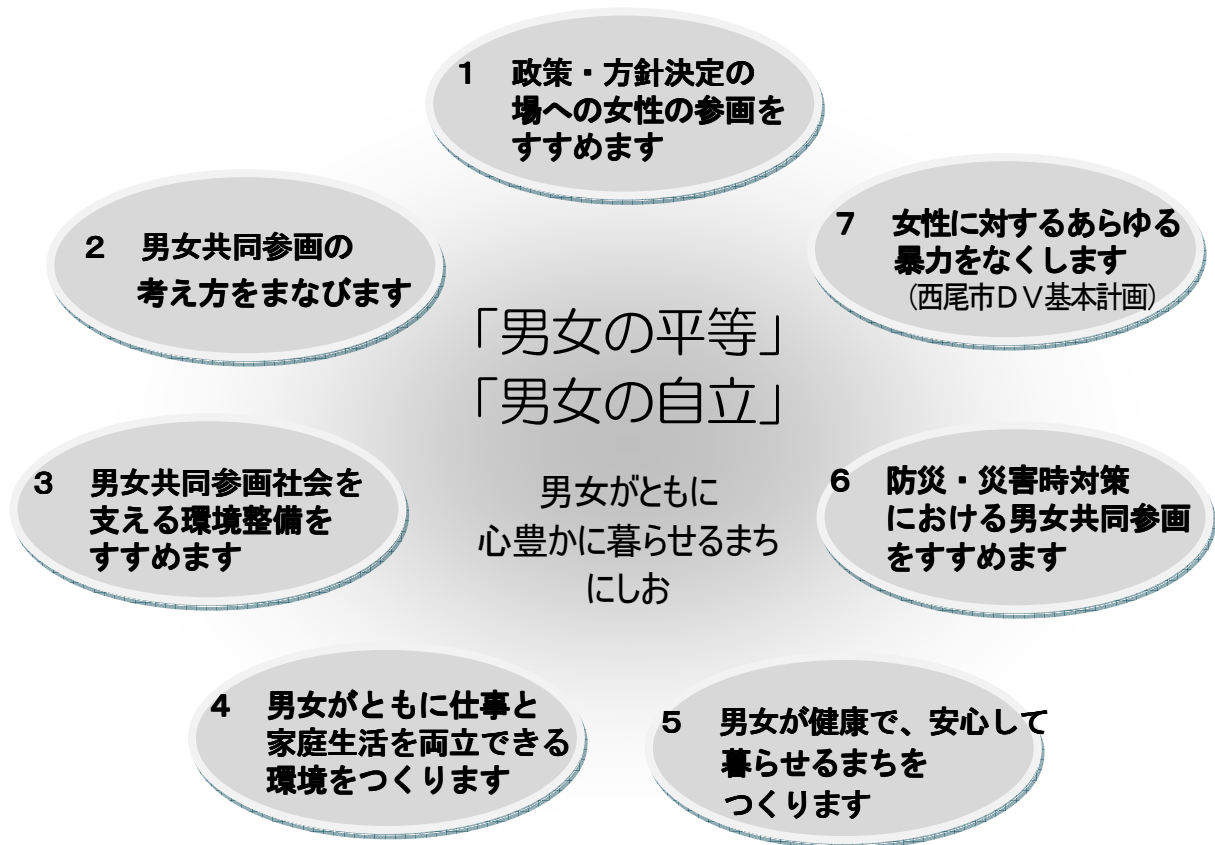 1 政策・方針決定の
場への女性の参画を
すすめます
2 男女共同参画の
考え方をまなびます
3 男女共同参画社会を
支える環境整備を
すすめます
4 男女がともに仕事と
家庭生活を両立できる
環境をつくります
5 男女が健康で、安心して
暮らせるまちを
つくります
6 防災・災害時対策
における男女共同参画
をすすめます
7 女性に対するあらゆる
暴力をなくします
（西尾市ＤＶ基本計画）
「男女の平等」
「男女の自立」
男女がともに
心豊かに暮らせるまち
にしお